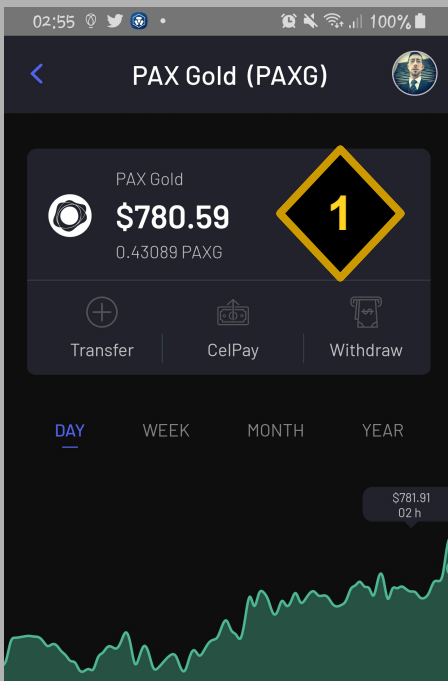 02:55 100%
PAX Gold (PAXG)
PAX Gold
$780.59
0.43089 PAXG
1
Transfer CelPay Withdraw
DAY WEEK MONTH YEAR
$781.91
02 h